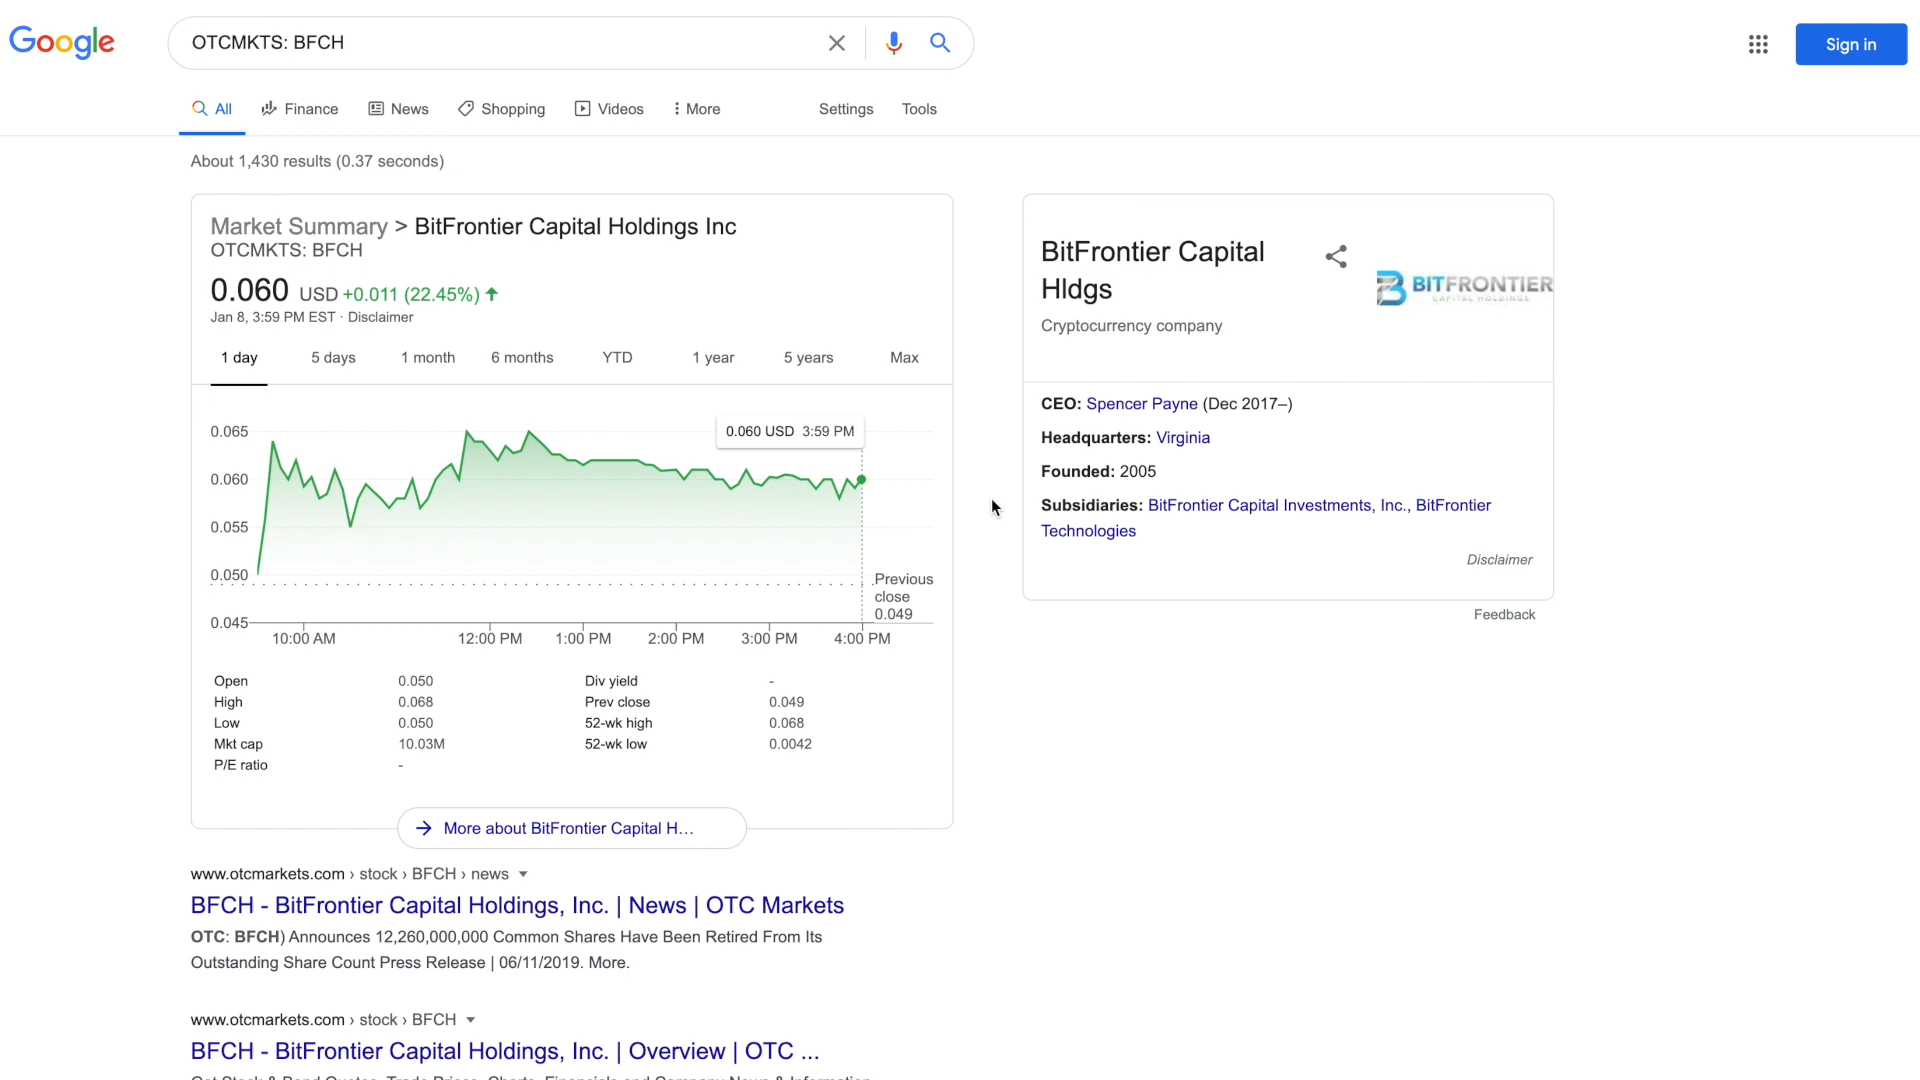 Google
OTCMKTS: BFCH
Sign in
All Finance News Shopping Videos More Settings Tools
About 1,430 results (0.37 seconds)
Market Summary > BitFrontier Capital Holdings Inc
OTCMKTS: BFCH
0.060 USD +0.011 (22.45%)
Jan 8, 3:59 PM EST · Disclaimer
1 day 5 days 1 month 6 months YTD 1 year 5 years Max
0.060 USD 3:59 PM
0.065
0.060
0.055
0.050
0.045
Previous
close
0.049
10:00 AM 12:00 PM 1:00 PM 2:00 PM 3:00 PM 4:00 PM
Open 0.050 Div yield -
High 0.068 Prev close 0.049
Low 0.050 52-wk high 0.068
Mkt cap 10.03M 52-wk low 0.0042
P/E ratio -
More about BitFrontier Capital H...
BitFrontier Capital
Hldgs
Cryptocurrency company
BITFRONTIER
CAPITAL HOLDINGS
CEO: Spencer Payne (Dec 2017–)
Headquarters: Virginia
Founded: 2005
Subsidiaries: BitFrontier Capital Investments, Inc., BitFrontier
Technologies
Disclaimer
Feedback
www.otcmarkets.com › stock › BFCH › news
BFCH - BitFrontier Capital Holdings, Inc. | News | OTC Markets
OTC: BFCH) Announces 12,260,000,000 Common Shares Have Been Retired From Its
Outstanding Share Count Press Release | 06/11/2019. More.
www.otcmarkets.com › stock › BFCH
BFCH - BitFrontier Capital Holdings, Inc. | Overview | OTC ...